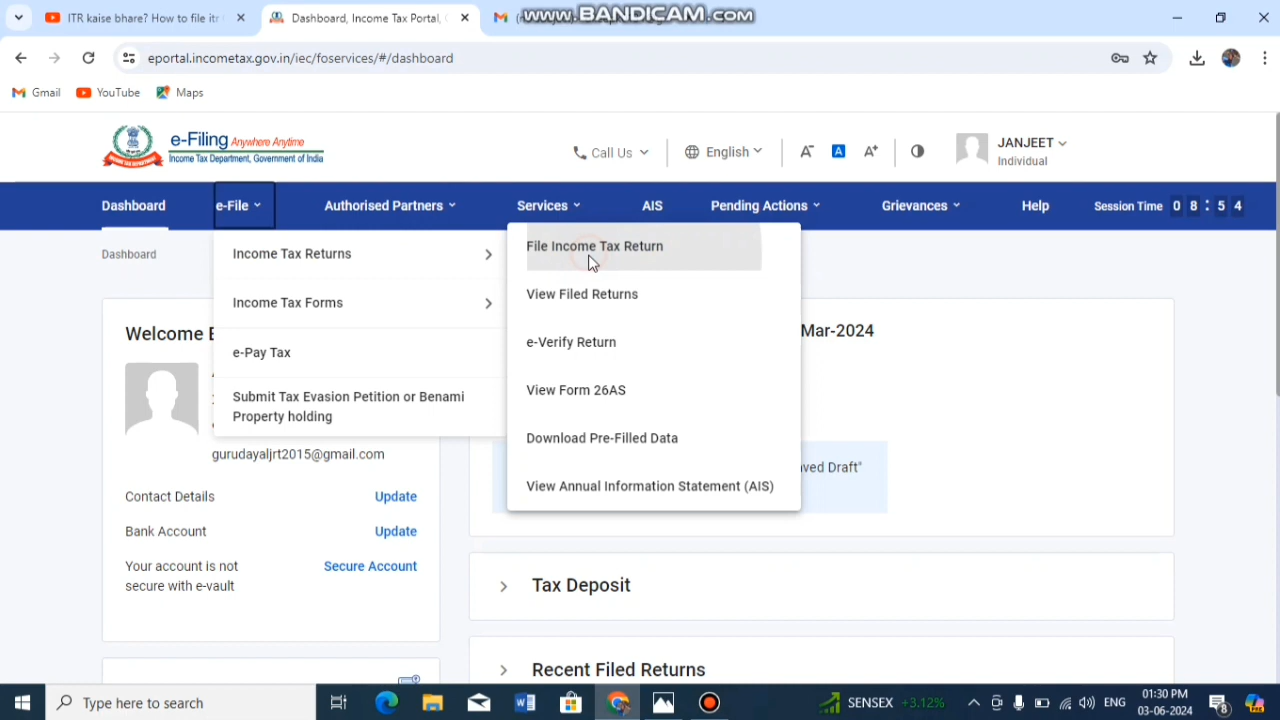 ITR kaise bhare? How to file itr
Dashboard, Income Tax Portal,
www.BANDICAM.com
eportal.incometax.gov.in/iec/foservices/#/dashboard
Gmail
YouTube
Maps
e-Filing Anywhere Anytime
Income Tax Department, Government of India
Call Us
English
A-
A
A+
JANJEET
Individual
Dashboard
e-File
Authorised Partners
Services
AIS
Pending Actions
Grievances
Help
Session Time 0 8 : 5 4
Dashboard
Income Tax Returns
Income Tax Forms
e-Pay Tax
Submit Tax Evasion Petition or Benami
Property holding
File Income Tax Return
View Filed Returns
e-Verify Return
View Form 26AS
Download Pre-Filled Data
View Annual Information Statement (AIS)
Welcome
Mar-2024
aved Draft"
gurudayaljrt2015@gmail.com
Contact Details Update
Bank Account Update
Your account is not
secure with e-vault
Secure Account
Tax Deposit
Recent Filed Returns
Type here to search
SENSEX +3.12%
ENG
01:30 PM
03-06-2024
8